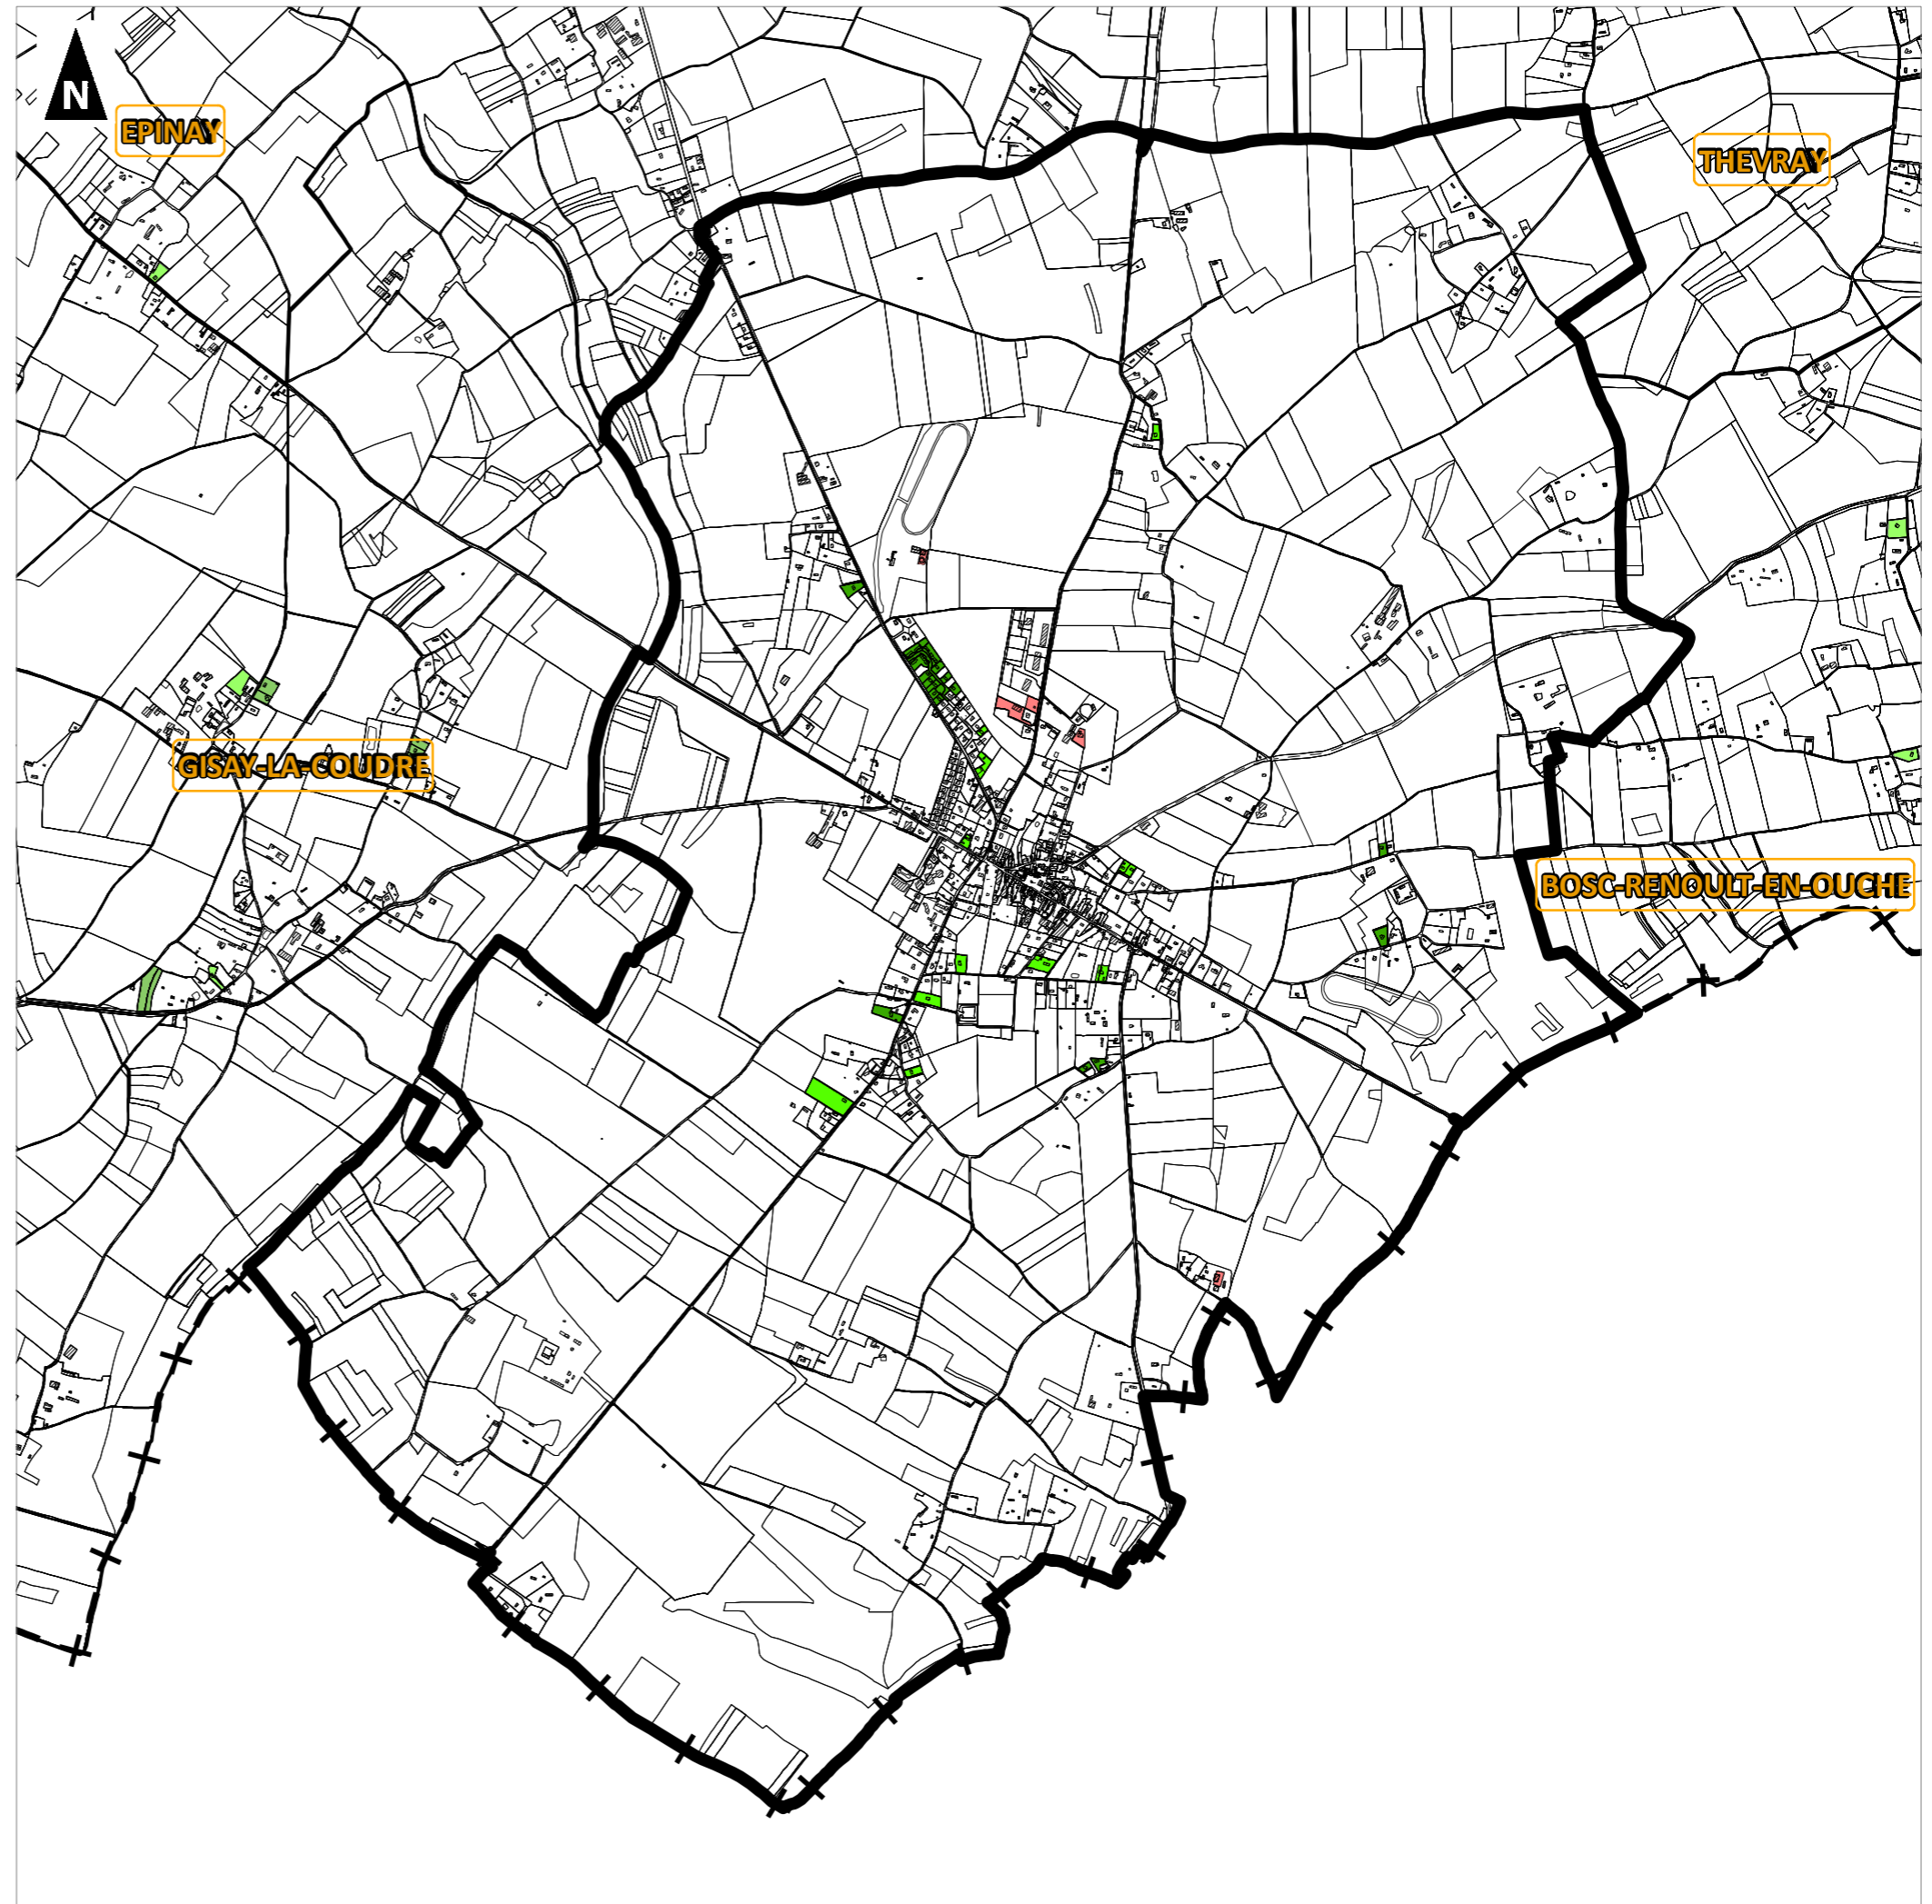 N
EPINAY
THEVRAY
GISAY-LA-COUDRE
BOSC-RENOULT-EN-OUCHE